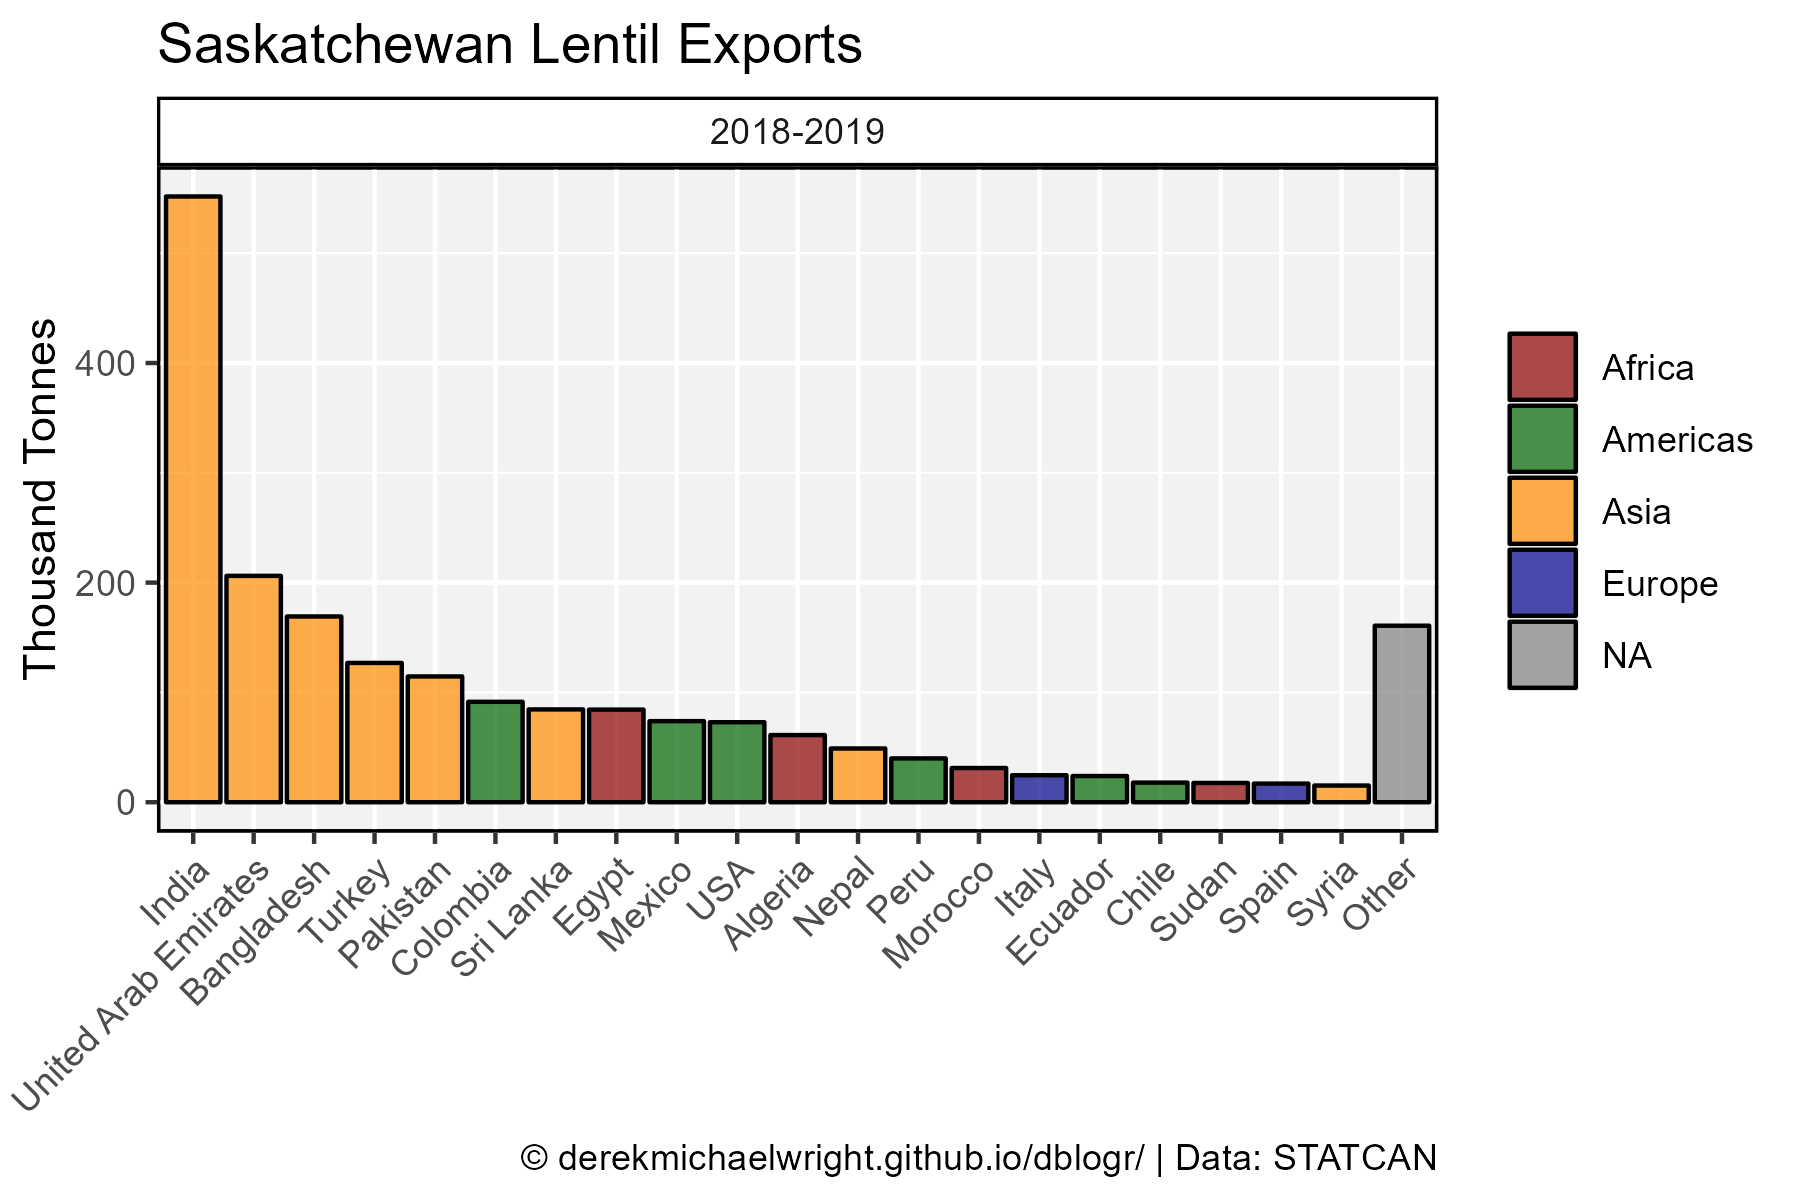 Saskatchewan Lentil Exports
2018-2019
Thousand Tonnes
400
200
0
India
United Arab Emirates
Bangladesh
Turkey
Pakistan
Colombia
Sri Lanka
Egypt
Mexico
USA
Algeria
Nepal
Peru
Morocco
Italy
Ecuador
Chile
Sudan
Spain
Syria
Other
Africa
Americas
Asia
Europe
NA
© derekmichaelwright.github.io/dblogr/ | Data: STATCAN